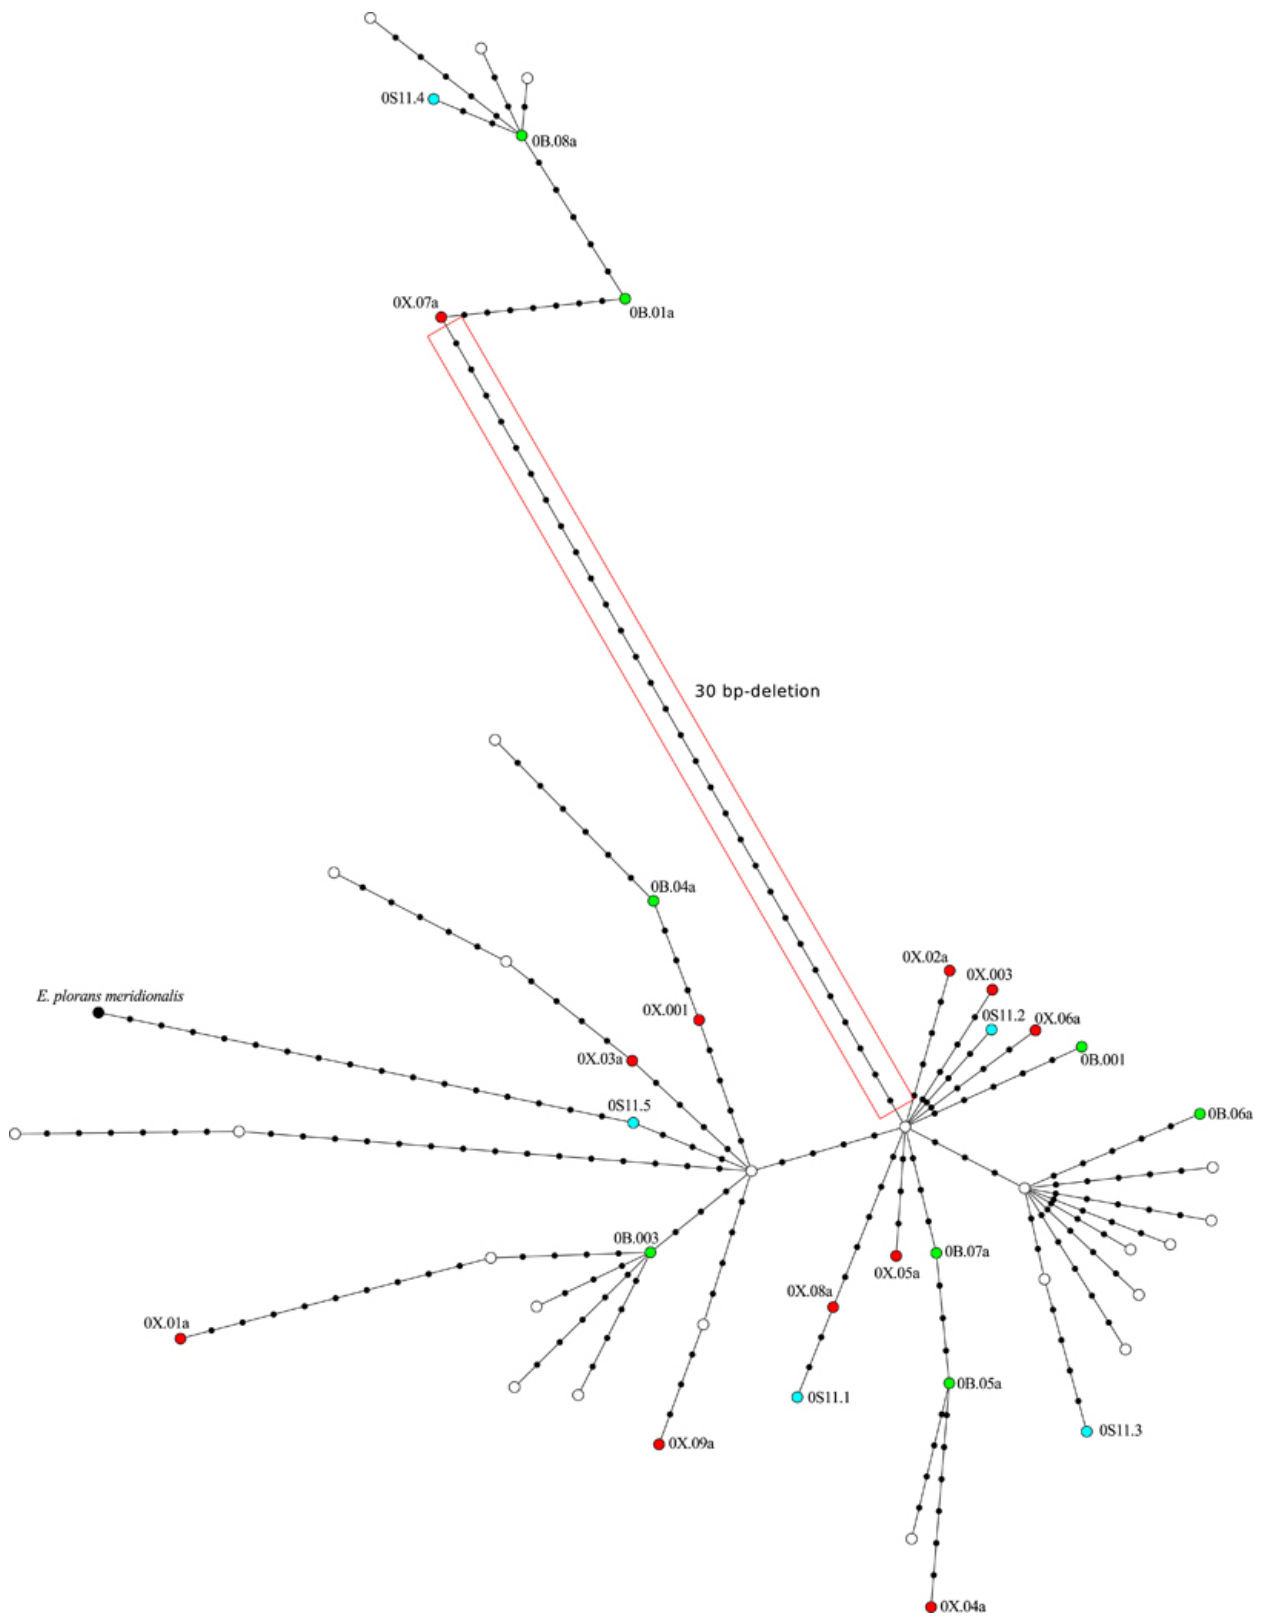 0S11.4
0B.08a
0X.07a
0B.01a
30 bp-deletion
0B.04a
0X.02a
0X.003
E. plorans meridionalis
0X.001
0S11.2
0X.06a
0X.03a
0B.001
0S11.5
0B.06a
0B.003
0B.07a
0X.05a
0X.08a
0X.01a
0B.05a
0S11.1
0S11.3
0X.09a
0X.04a